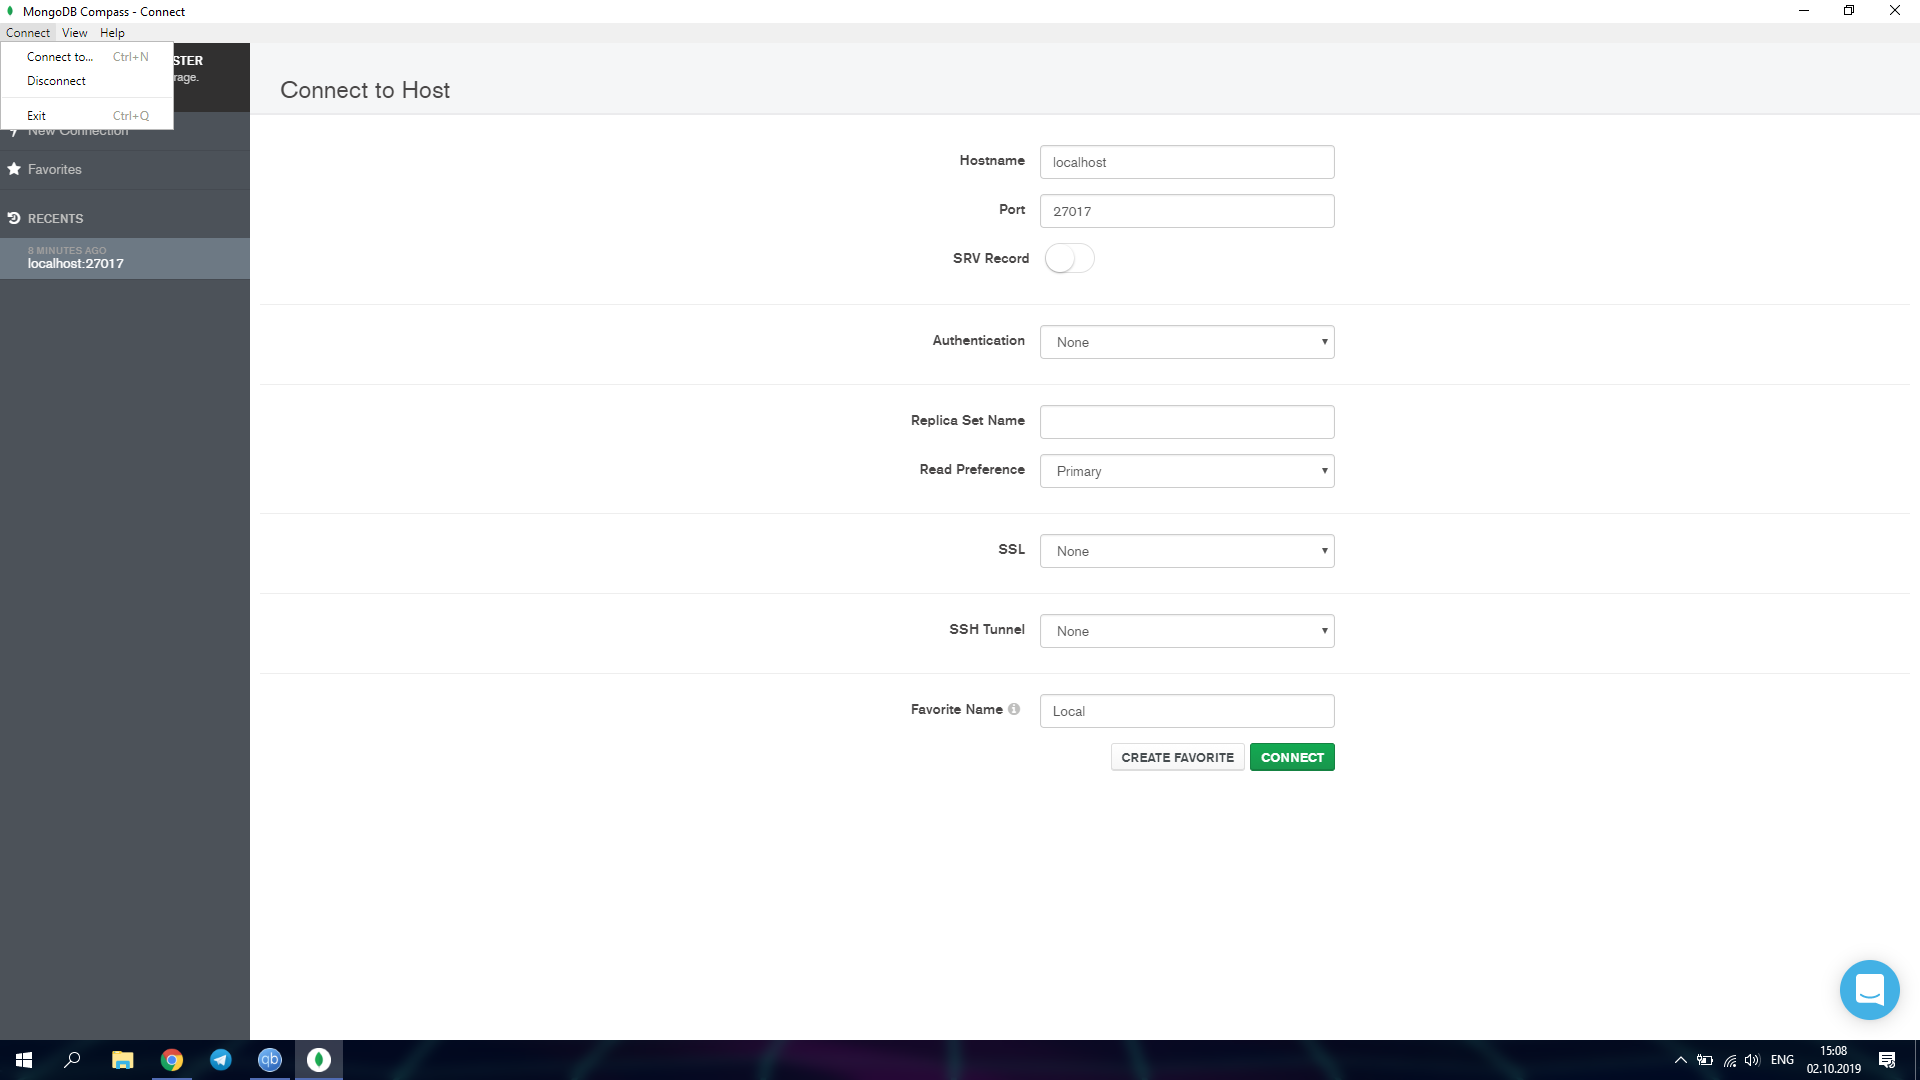 MongoDB Compass - Connect
Connect View Help
Connect to... Ctrl+N
Disconnect
Exit Ctrl+Q
STER
rage.
New Connection
Favorites
RECENTS
8 MINUTES AGO
localhost:27017
Connect to Host
Hostname localhost
Port 27017
SRV Record
Authentication None
Replica Set Name
Read Preference Primary
SSL None
SSH Tunnel None
Favorite Name Local
CREATE FAVORITE CONNECT
qb
ENG
15:08
02.10.2019